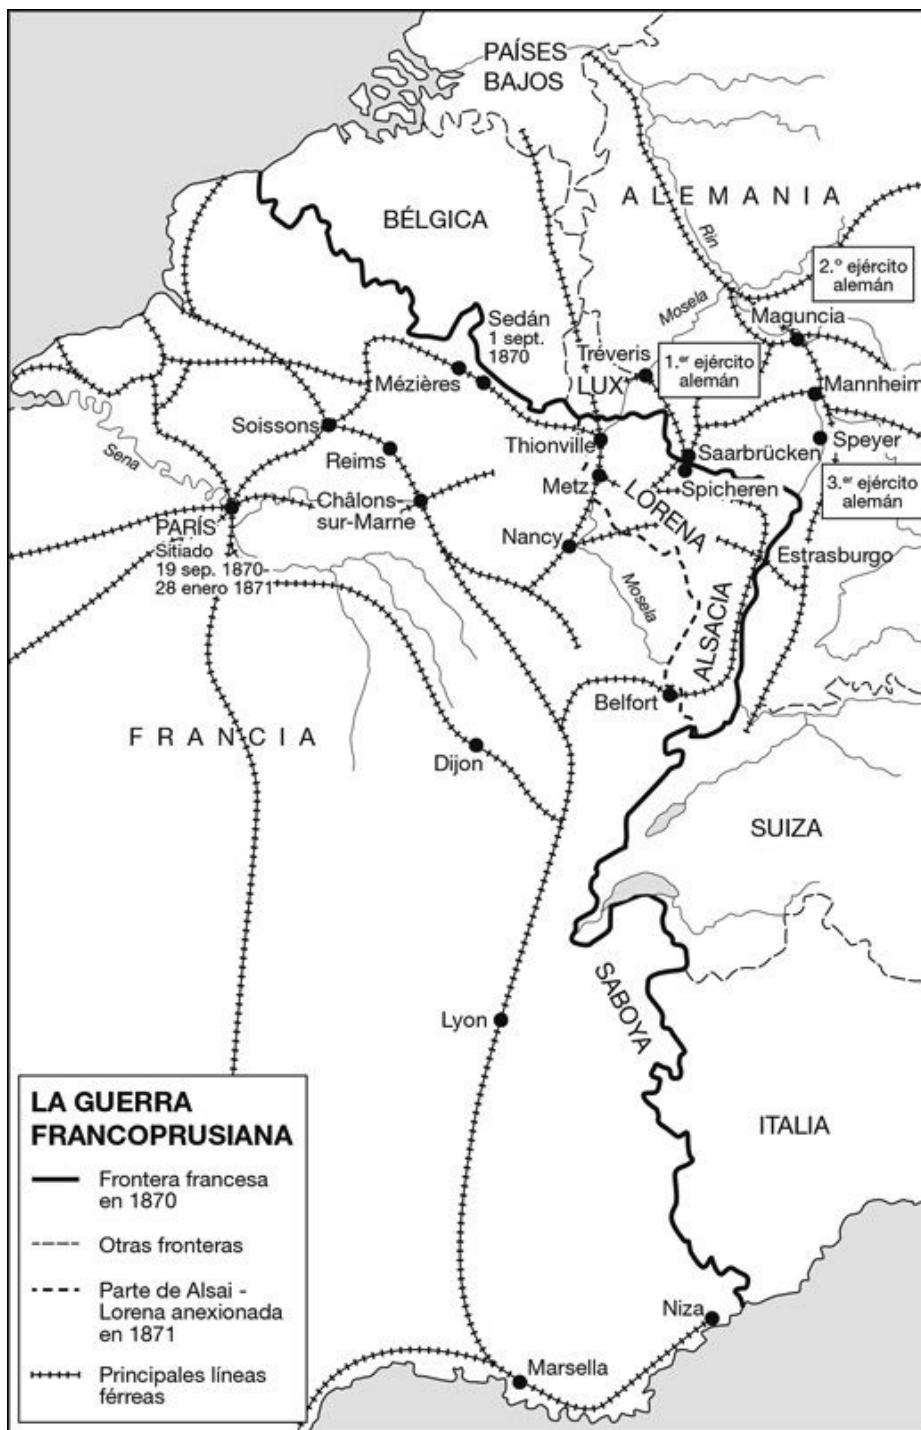 PAÍSES
BAJOS
ALEMANIA
BÉLGICA
Rin
2.º ejército
alemán
Mosela
Maguncia
Sedán
1 sept.
1870
Tréveris
1.er ejército
alemán
LUX
Mézières
Mannheim
Soissons
Thionville
Saarbrücken
Speyer
Reims
Sena
Metz
Spicheren
3.er ejército
alemán
LORENA
Châlons-
sur-Marne
PARÍS
Sitiado
19 sep. 1870-
28 enero 1871
Nancy
Estrasburgo
Mosela
ALSACIA
Belfort
FRANCIA
Dijon
SUIZA
SABOYA
Lyon
ITALIA
Niza
Marsella
LA GUERRA
FRANCOPRUSIANA
Frontera francesa
en 1870
Otras fronteras
Parte de Alsai -
Lorena anexionada
en 1871
Principales líneas
férreas